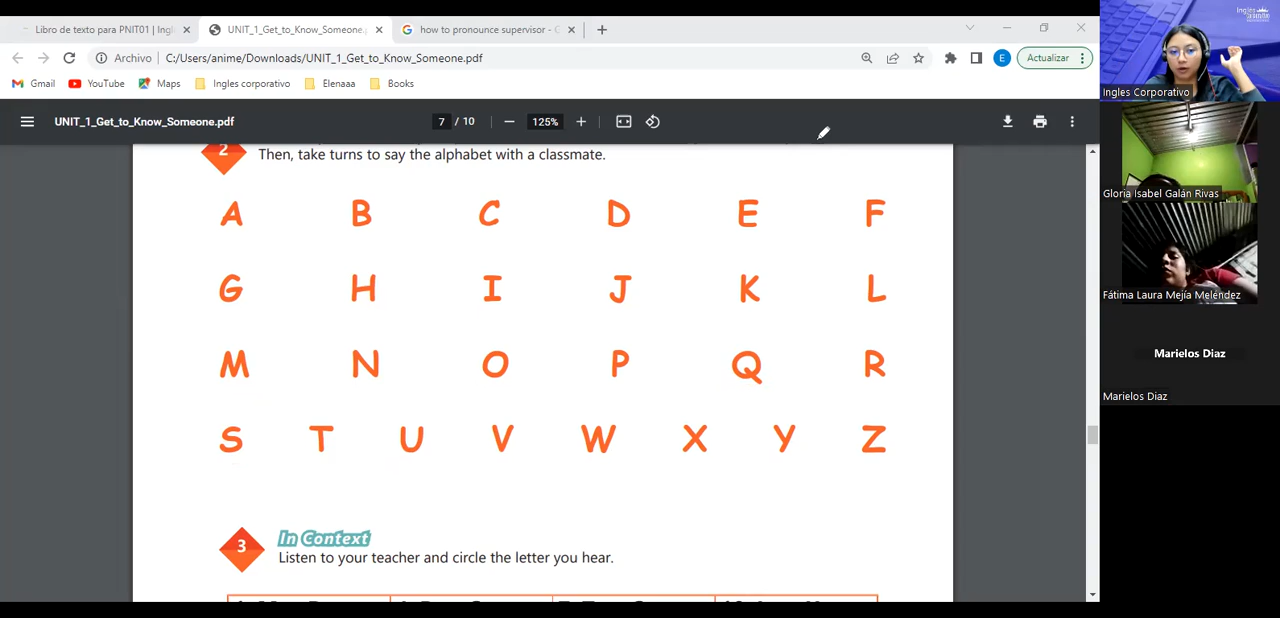 Libro de texto para PNIT01 | Ingl
UNIT_1_Get_to_Know_Someone.p
how to pronounce supervisor -
Archivo C:/Users/anime/Downloads/UNIT_1_Get_to_Know_Someone.pdf
E Actualizar
Gmail YouTube Maps Ingles corporativo Elenaaa Books
UNIT_1_Get_to_Know_Someone.pdf 7 / 10 125%
2 Then, take turns to say the alphabet with a classmate.
A B C D E F
G H I J K L
M N O P Q R
S T U V W X Y Z
3 In Context
Listen to your teacher and circle the letter you hear.
Ingles Corporativo
Gloria Isabel Galán Rivas
Fátima Laura Mejía Meléndez
Marielos Diaz
Marielos Diaz